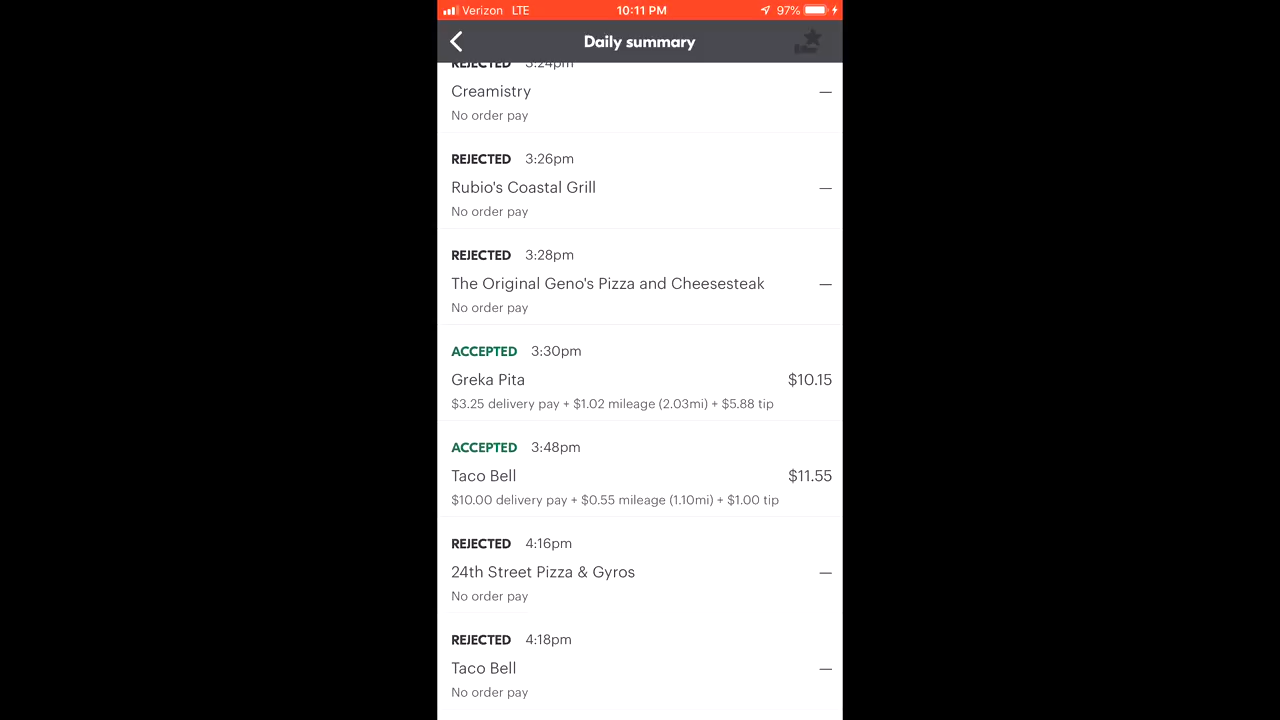 Verizon LTE 10:11 PM 97%
Daily summary
REJECTED 3:24pm
Creamistry —
No order pay
REJECTED 3:26pm
Rubio's Coastal Grill —
No order pay
REJECTED 3:28pm
The Original Geno's Pizza and Cheesesteak —
No order pay
ACCEPTED 3:30pm
Greka Pita $10.15
$3.25 delivery pay + $1.02 mileage (2.03mi) + $5.88 tip
ACCEPTED 3:48pm
Taco Bell $11.55
$10.00 delivery pay + $0.55 mileage (1.10mi) + $1.00 tip
REJECTED 4:16pm
24th Street Pizza & Gyros —
No order pay
REJECTED 4:18pm
Taco Bell —
No order pay